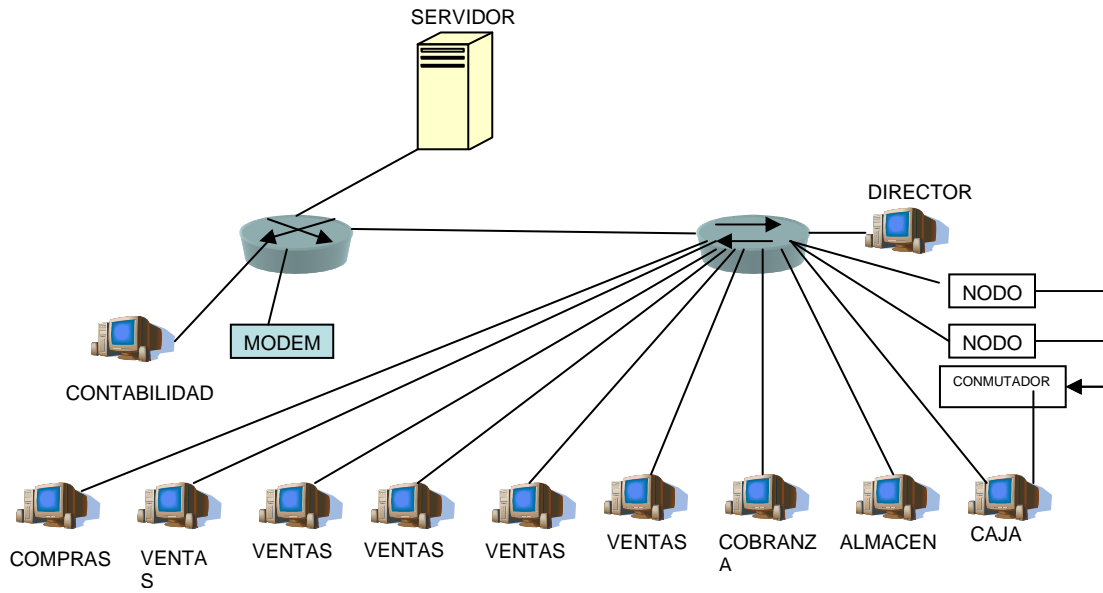 SERVIDOR
DIRECTOR
NODO
MODEM
NODO
CONMUTADOR
CONTABILIDAD
COMPRAS
VENTA
S
VENTAS
VENTAS
VENTAS
VENTAS
COBRANZ
A
ALMACEN
CAJA